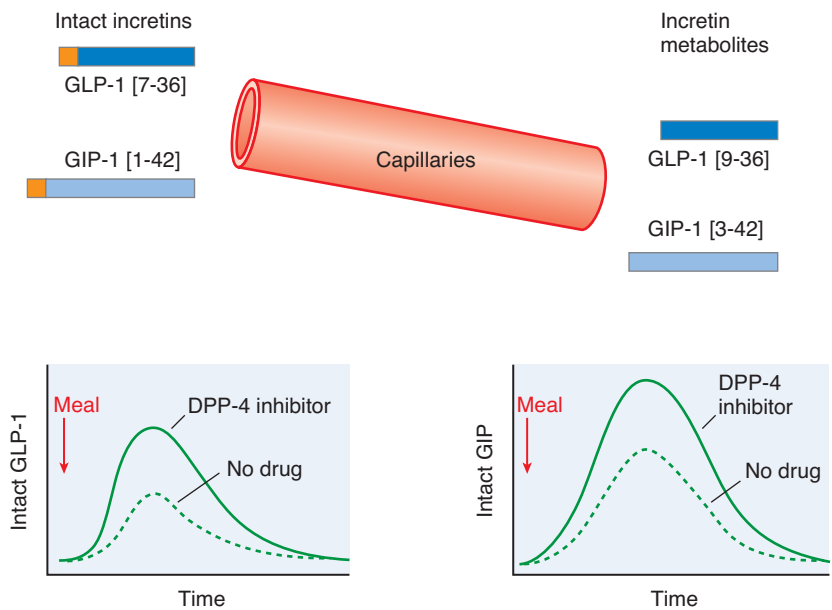 Intact incretins
GLP-1 [7-36]
GIP-1 [1-42]
Capillaries
Incretin
metabolites
GLP-1 [9-36]
GIP-1 [3-42]
Intact GLP-1
Meal
DPP-4 inhibitor
No drug
Time
Intact GIP
Meal
DPP-4
inhibitor
No drug
Time